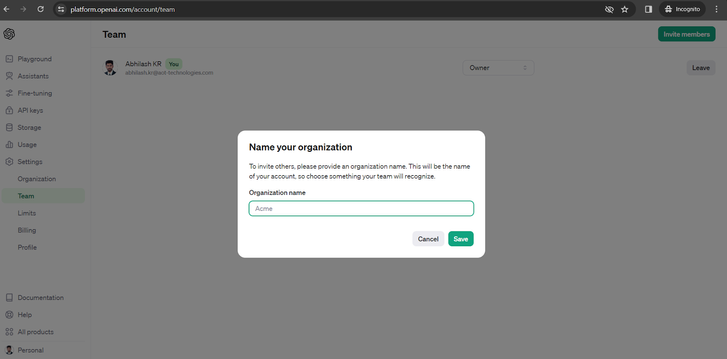 platform.openai.com/account/team
Incognito
Team
Invite members
Playground
Assistants
Fine-tuning
API keys
Storage
Usage
Settings
Organization
Team
Limits
Billing
Profile
Documentation
Help
All products
Personal
Abhilash KR You
abhilash.kr@aot-technologies.com
Owner
Leave
Name your organization
To invite others, please provide an organization name. This will be the name
of your account, so choose something your team will recognize.
Organization name
Acme
Cancel
Save